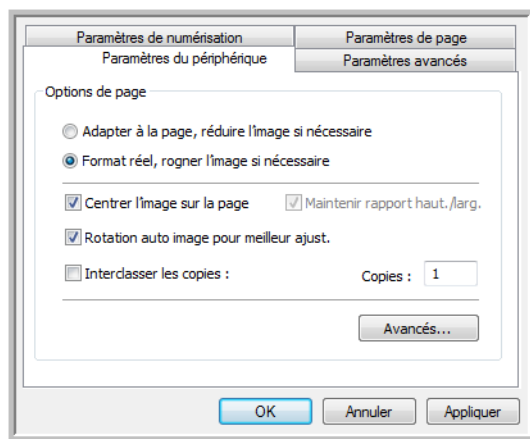 Paramètres de numérisation
Paramètres de page
Paramètres du périphérique
Paramètres avancés
Options de page
Adapter à la page, réduire l'image si nécessaire
Format réel, rogner l'image si nécessaire
Centrer l'image sur la page
Maintenir rapport haut./larg.
Rotation auto image pour meilleur ajust.
Interclasser les copies :
Copies : 1
Avancés...
OK
Annuler
Appliquer